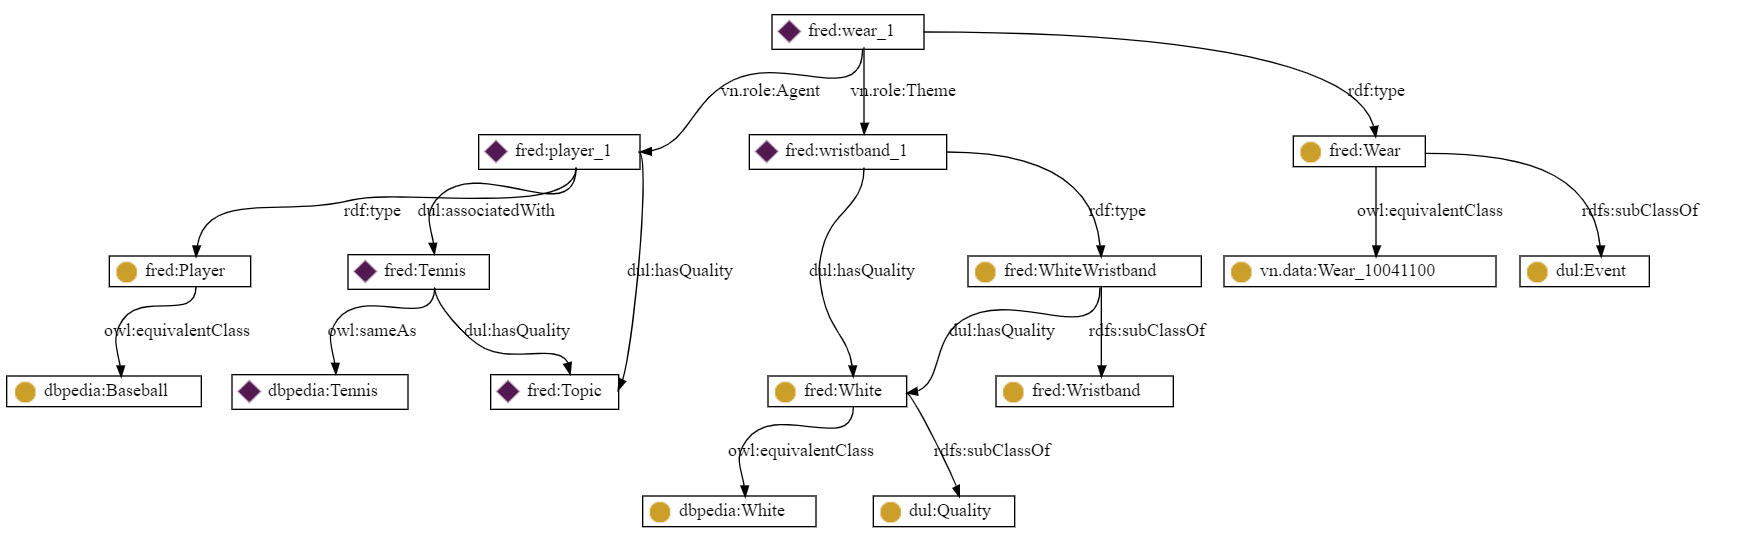 fred:wear_1
vn.role:Agent
vn.role:Theme
rdf:type
fred:player_1
fred:wristband_1
fred:Wear
rdf:type
dul:associatedWith
rdf:type
owl:equivalentClass
rdfs:subClassOf
fred:Player
fred:Tennis
dul:hasQuality
dul:hasQuality
fred:WhiteWristband
vn.data:Wear_10041100
dul:Event
owl:equivalentClass
owl:sameAs
dul:hasQuality
dul:hasQuality
rdfs:subClassOf
dbpedia:Baseball
dbpedia:Tennis
fred:Topic
fred:White
fred:Wristband
owl:equivalentClass
rdfs:subClassOf
dbpedia:White
dul:Quality